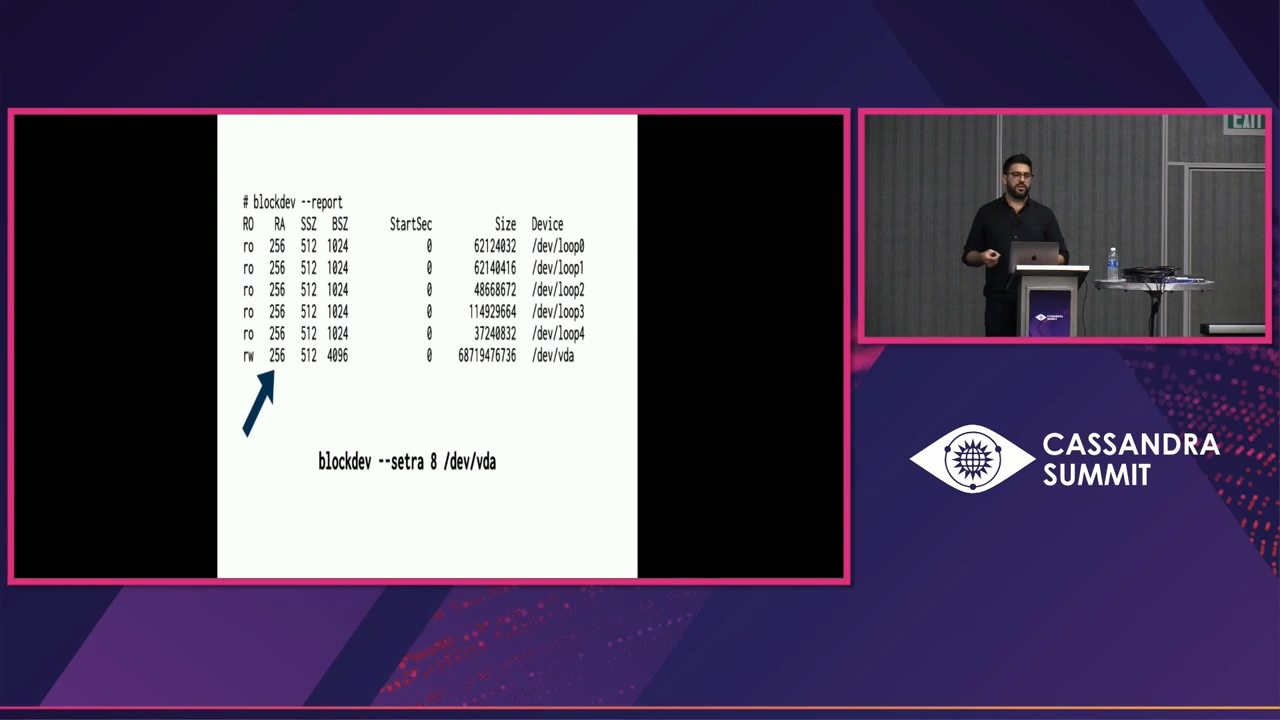 # blockdev --report
RO RA SSZ BSZ StartSec Size Device
ro 256 512 1024 0 62124032 /dev/loop0
ro 256 512 1024 0 62140416 /dev/loop1
ro 256 512 1024 0 48668672 /dev/loop2
ro 256 512 1024 0 114929664 /dev/loop3
ro 256 512 1024 0 37240832 /dev/loop4
rw 256 512 4096 0 68719476736 /dev/vda
blockdev --setra 8 /dev/vda
EXIT
CASSANDRA
SUMMIT
CASSANDRA
SUMMIT